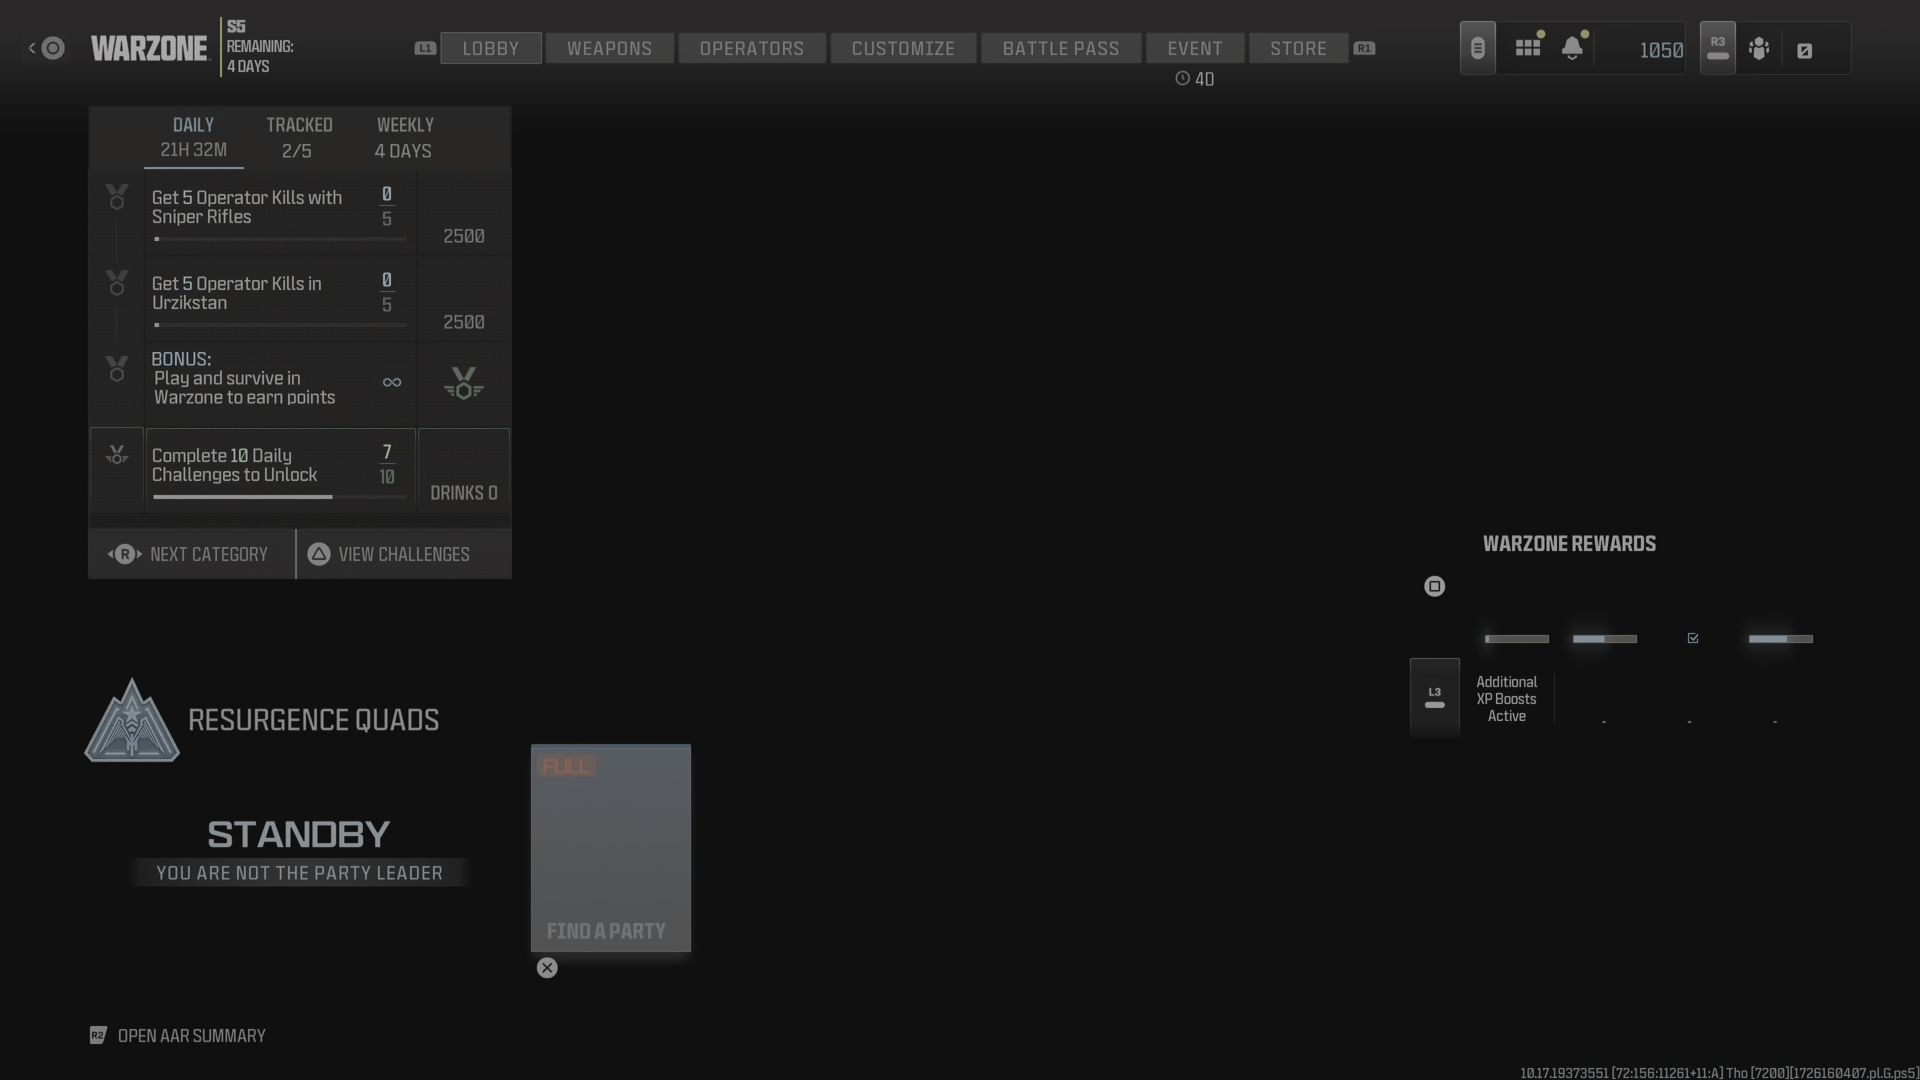 WARZONE
S5
REMAINING:
4 DAYS
L1
LOBBY
WEAPONS
OPERATORS
CUSTOMIZE
BATTLE PASS
EVENT
STORE
R1
4D
1050
R3
0
DAILY
21H 32M
TRACKED
2/5
WEEKLY
4 DAYS
Get 5 Operator Kills with
Sniper Rifles
0
5
2500
Get 5 Operator Kills in
Urzikstan
0
5
2500
BONUS:
Play and survive in
Warzone to earn points
∞
Complete 10 Daily
Challenges to Unlock
7
10
DRINKS O
R
NEXT CATEGORY
VIEW CHALLENGES
WARZONE REWARDS
L3
Additional
XP Boosts
Active
-
-
-
RESURGENCE QUADS
STANDBY
YOU ARE NOT THE PARTY LEADER
FULL
FIND A PARTY
R2
OPEN AAR SUMMARY
10.17.19373551 [72:156:11261+11:A] Tho [7200][1726160407.pl.G.ps5]